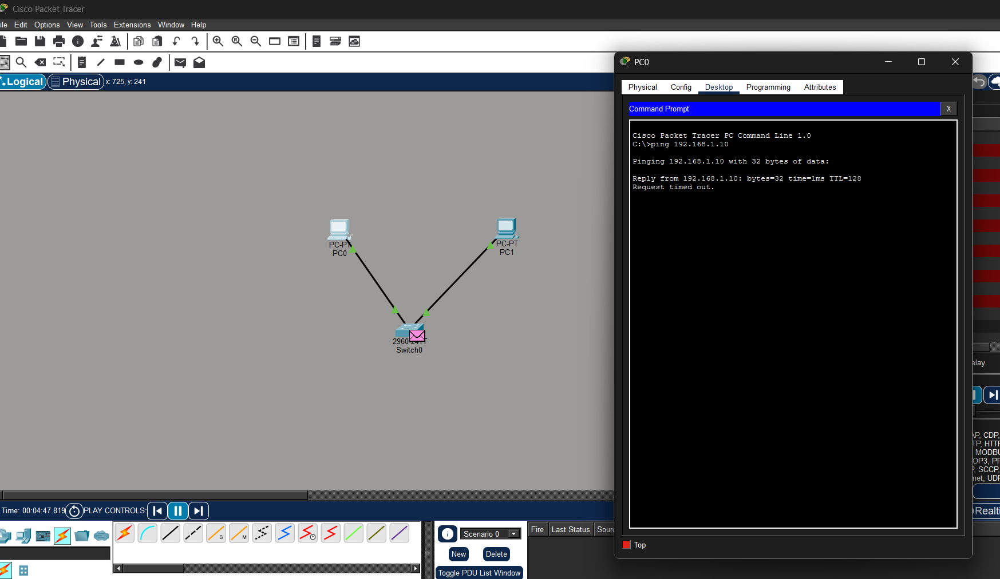 Cisco Packet Tracer
ile Edit Options View Tools Extensions Window Help
Logical Physical x: 725, y: 241
PC-PT
PC0
PC-PT
PC1
Switch0
Time: 00:04:47.819 PLAY CONTROLS:
S M
Scenario 0
New Delete
Toggle PDU List Window
Fire Last Status Sourc
PC0
Physical Config Desktop Programming Attributes
Command Prompt X
Cisco Packet Tracer PC Command Line 1.0
C:\>ping 192.168.1.10
Pinging 192.168.1.10 with 32 bytes of data:
Reply from 192.168.1.10: bytes=32 time=1ms TTL=128
Request timed out.
Top
elay
AP, CDP,
TP, HTTP
MODBU
OP3, PP
P, SCCP,
net, UDP
Realti